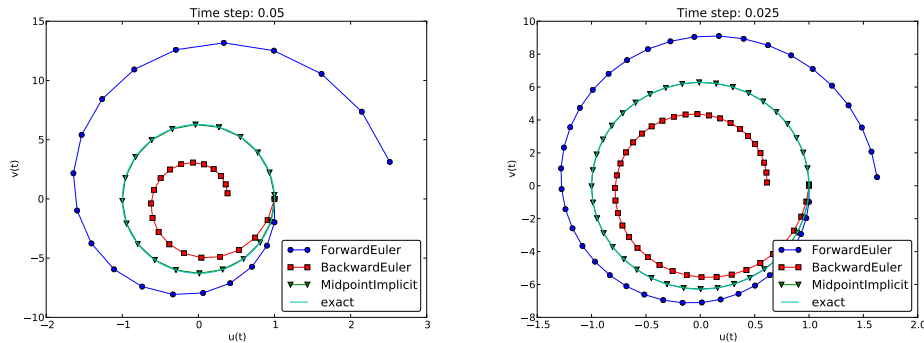 Time step: 0.05
15
10
5
0
−5
−10
v(t)
−2
−1
0
1
2
3
u(t)
ForwardEuler
BackwardEuler
MidpointImplicit
exact
Time step: 0.025
10
8
6
4
2
0
−2
−4
−6
−8
v(t)
−1.5
−1.0
−0.5
0.0
0.5
1.0
1.5
2.0
u(t)
ForwardEuler
BackwardEuler
MidpointImplicit
exact